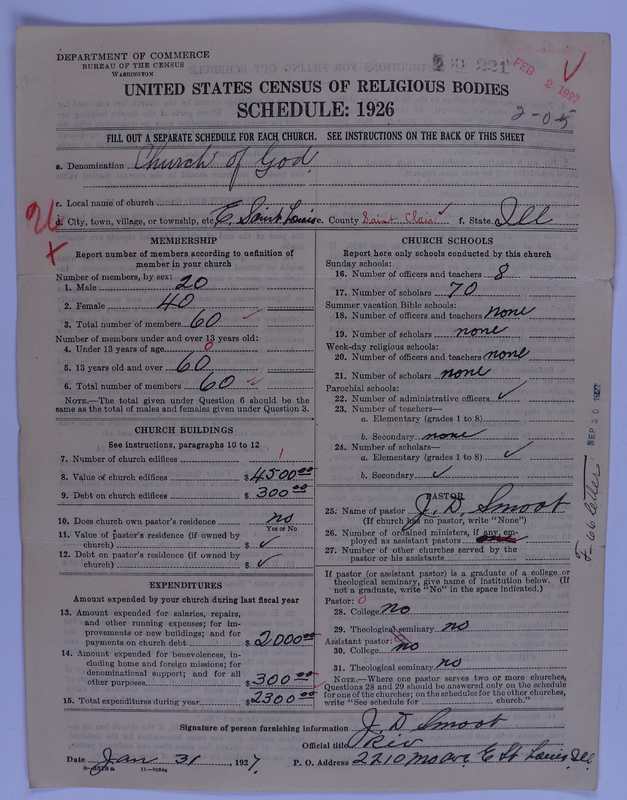 DEPARTMENT OF COMMERCE
BUREAU OF THE CENSUS
WASHINGTON
FEB 2 1927
UNITED STATES CENSUS OF RELIGIOUS BODIES
SCHEDULE: 1926
2-0-5
FILL OUT A SEPARATE SCHEDULE FOR EACH CHURCH. SEE INSTRUCTIONS ON THE BACK OF THIS SHEET
a. Denomination Church of God
c. Local name of church
d. City, town, village, or township, etc. E. Saint Louis e. County Saint Clair f. State Ill
MEMBERSHIP
Report number of members according to definition of
member in your church
Number of members, by sex:
1. Male 20
2. Female 40
3. Total number of members 60
Number of members under and over 13 years old:
4. Under 13 years of age 0
5. 13 years old and over 60
6. Total number of members 60
NOTE.—The total given under Question 6 should be the
same as the total of males and females given under Question 3.
CHURCH BUILDINGS
See instructions, paragraphs 10 to 12
7. Number of church edifices 1
8. Value of church edifices $ 4500 00
9. Debt on church edifices $ 300 00
10. Does church own pastor's residence no
Yes or No
11. Value of pastor's residence (if owned by
church) $ ✓
12. Debt on pastor's residence (if owned by
church) $ ✓
EXPENDITURES
Amount expended by your church during last fiscal year
13. Amount expended for salaries, repairs,
and other running expenses; for im-
provements or new buildings; and for
payments on church debt $ 2000 00
14. Amount expended for benevolences, in-
cluding home and foreign missions; for
denominational support; and for all
other purposes $ 300 00
15. Total expenditures during year $ 2300 00
CHURCH SCHOOLS
Report here only schools conducted by this church
Sunday schools:
16. Number of officers and teachers 8
17. Number of scholars 70
Summer vacation Bible schools:
18. Number of officers and teachers none
19. Number of scholars none
Week-day religious schools:
20. Number of officers and teachers none
21. Number of scholars none
Parochial schools:
22. Number of administrative officers ✓
23. Number of teachers—
a. Elementary (grades 1 to 8)
b. Secondary none
24. Number of scholars—
a. Elementary (grades 1 to 8) ✓
b. Secondary ✓
PASTOR
25. Name of pastor J. D. Smoot
(If church has no pastor, write "None")
26. Number of ordained ministers, if any, em-
ployed as assistant pastors
27. Number of other churches served by the
pastor or his assistants
If pastor (or assistant pastor) is a graduate of a college or
theological seminary, give name of institution below. (If
not a graduate, write "No" in the space indicated.)
Pastor: 0
28. College no
29. Theological seminary no
Assistant pastor:
30. College no
31. Theological seminary no
NOTE.—Where one pastor serves two or more churches,
Questions 28 and 29 should be answered only on the schedule
for one of the churches; on the schedules for the other churches,
write "See schedule for church."
SEP 30 1927
F-66 letter
Signature of person furnishing information J. D Smoot
Official title Rev
Date Jan 31, 1927. P. O. Address 2210 Mo Ave. E St Louis Ill.
11—9084a